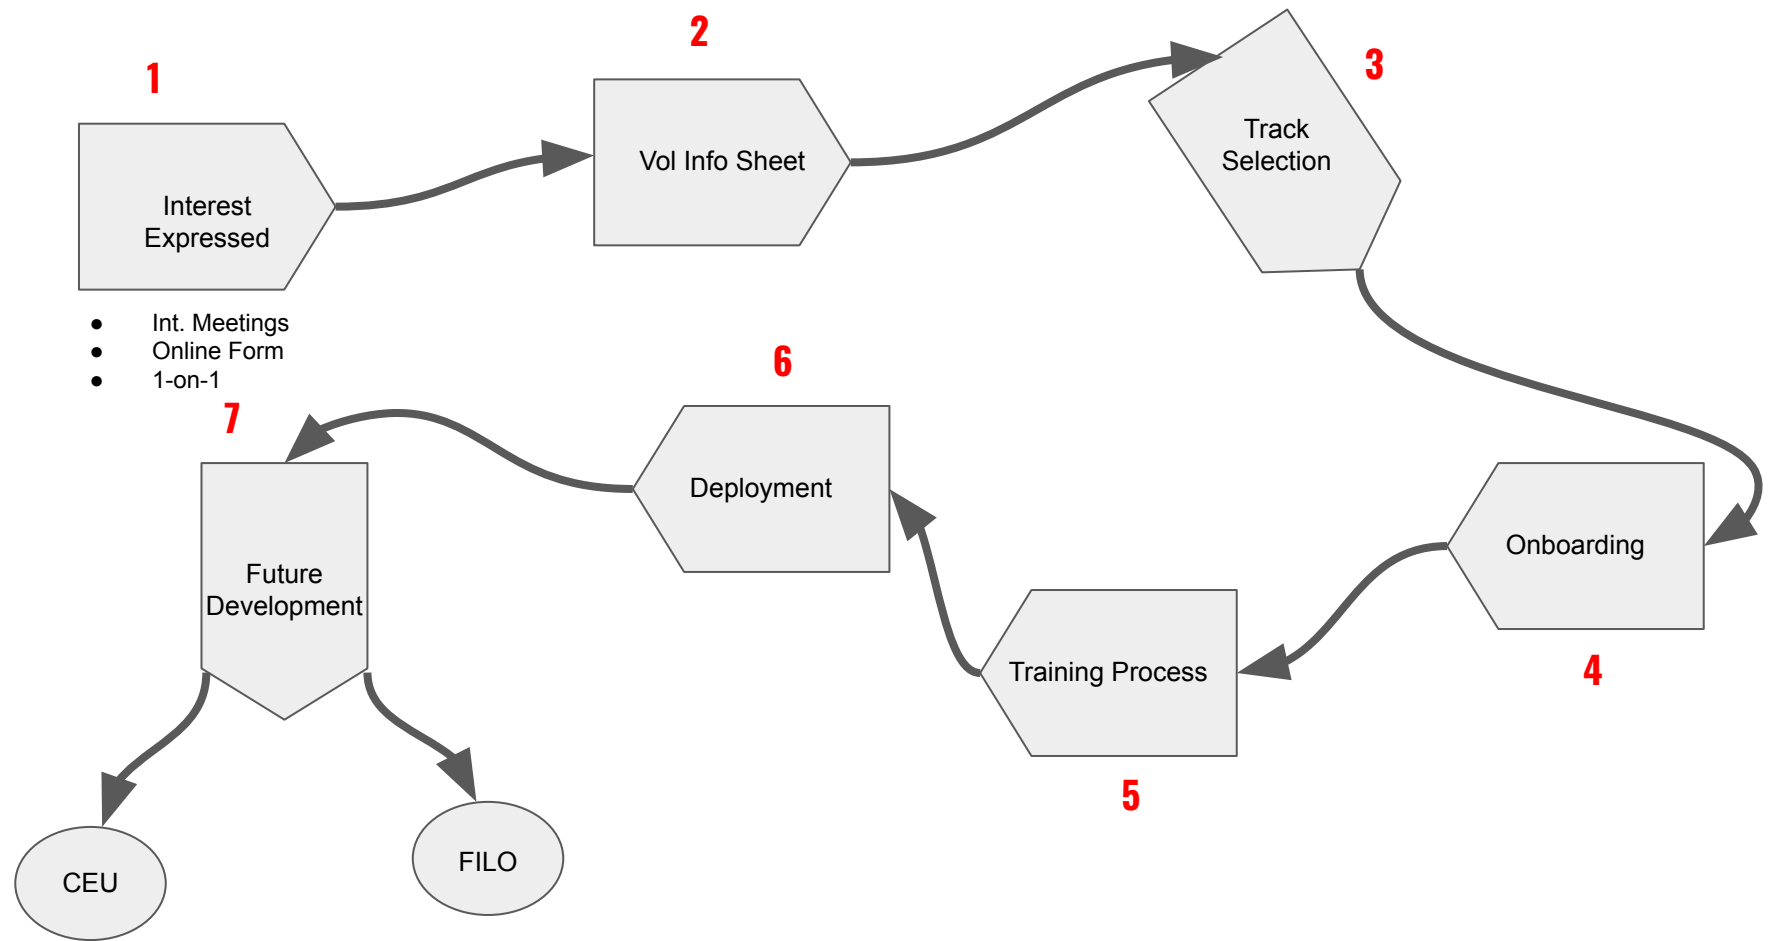 1
Interest
Expressed
● Int. Meetings
● Online Form
● 1-on-1
2
Vol Info Sheet
3
Track
Selection
4
Onboarding
5
Training Process
6
Deployment
7
Future
Development
CEU
FILO